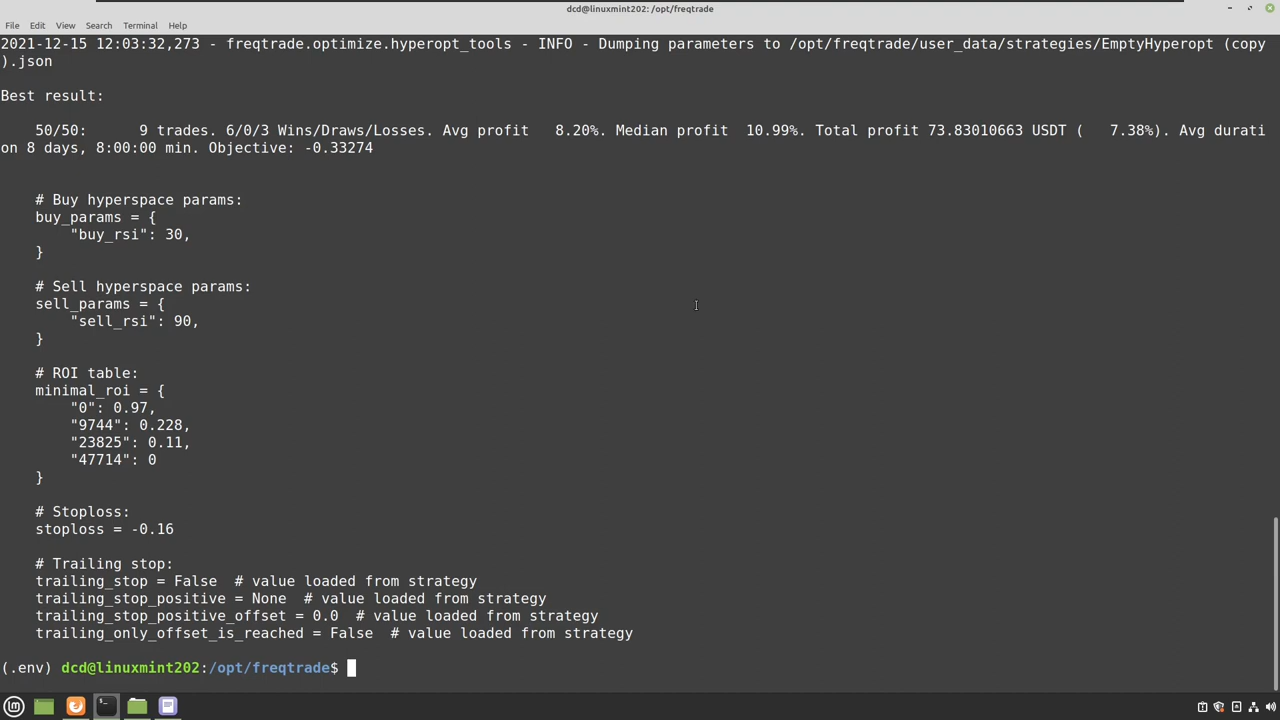 dcd@linuxmint202: /opt/freqtrade
File Edit View Search Terminal Help
2021-12-15 12:03:32,273 - freqtrade.optimize.hyperopt_tools - INFO - Dumping parameters to /opt/freqtrade/user_data/strategies/EmptyHyperopt (copy
).json
Best result:
50/50: 9 trades. 6/0/3 Wins/Draws/Losses. Avg profit 8.20%. Median profit 10.99%. Total profit 73.83010663 USDT ( 7.38%). Avg durati
on 8 days, 8:00:00 min. Objective: -0.33274
# Buy hyperspace params:
buy_params = {
"buy_rsi": 30,
}
# Sell hyperspace params:
sell_params = {
"sell_rsi": 90,
}
# ROI table:
minimal_roi = {
"0": 0.97,
"9744": 0.228,
"23825": 0.11,
"47714": 0
}
# Stoploss:
stoploss = -0.16
# Trailing stop:
trailing_stop = False # value loaded from strategy
trailing_stop_positive = None # value loaded from strategy
trailing_stop_positive_offset = 0.0 # value loaded from strategy
trailing_only_offset_is_reached = False # value loaded from strategy
(.env) dcd@linuxmint202:/opt/freqtrade$